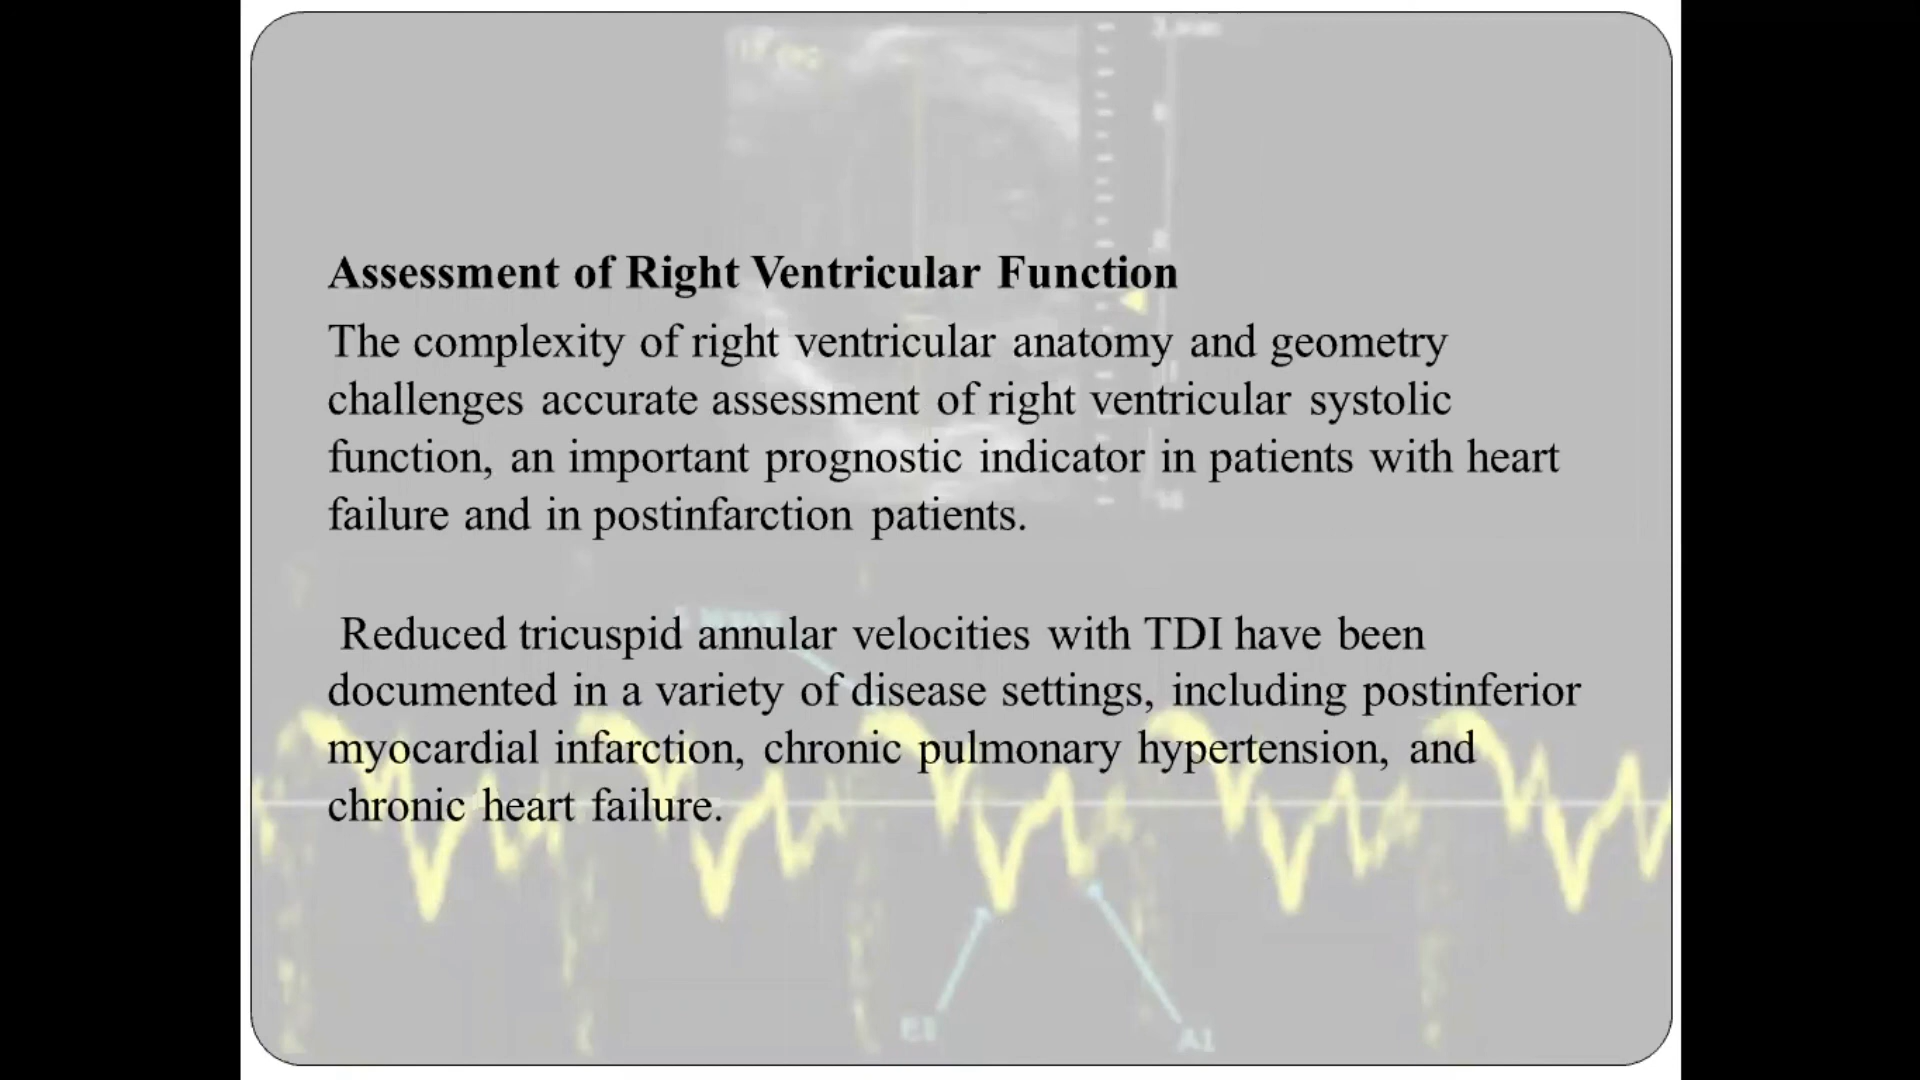 Assessment of Right Ventricular Function
The complexity of right ventricular anatomy and geometry
challenges accurate assessment of right ventricular systolic
function, an important prognostic indicator in patients with heart
failure and in postinfarction patients.
Reduced tricuspid annular velocities with TDI have been
documented in a variety of disease settings, including postinferior
myocardial infarction, chronic pulmonary hypertension, and
chronic heart failure.